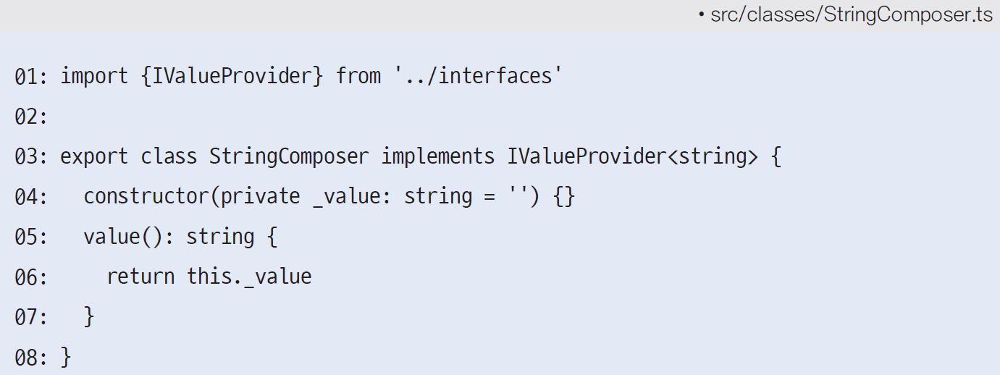 • src/classes/StringComposer.ts
01: import {IValueProvider} from '../interfaces'
02:
03: export class StringComposer implements IValueProvider<string> {
04:   constructor(private _value: string = '') {}
05:   value(): string {
06:     return this._value
07:   }
08: }